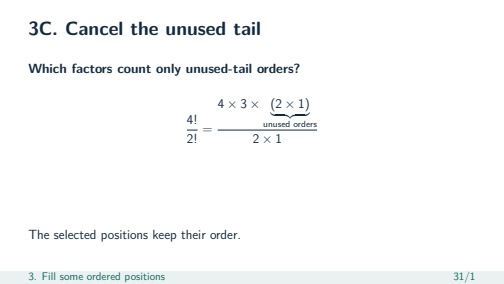 3C. Cancel the unused tail
Which factors count only unused-tail orders?
4!/2! = 4 × 3 × (2 × 1) / 2 × 1
unused orders
The selected positions keep their order.
3. Fill some ordered positions 31/1